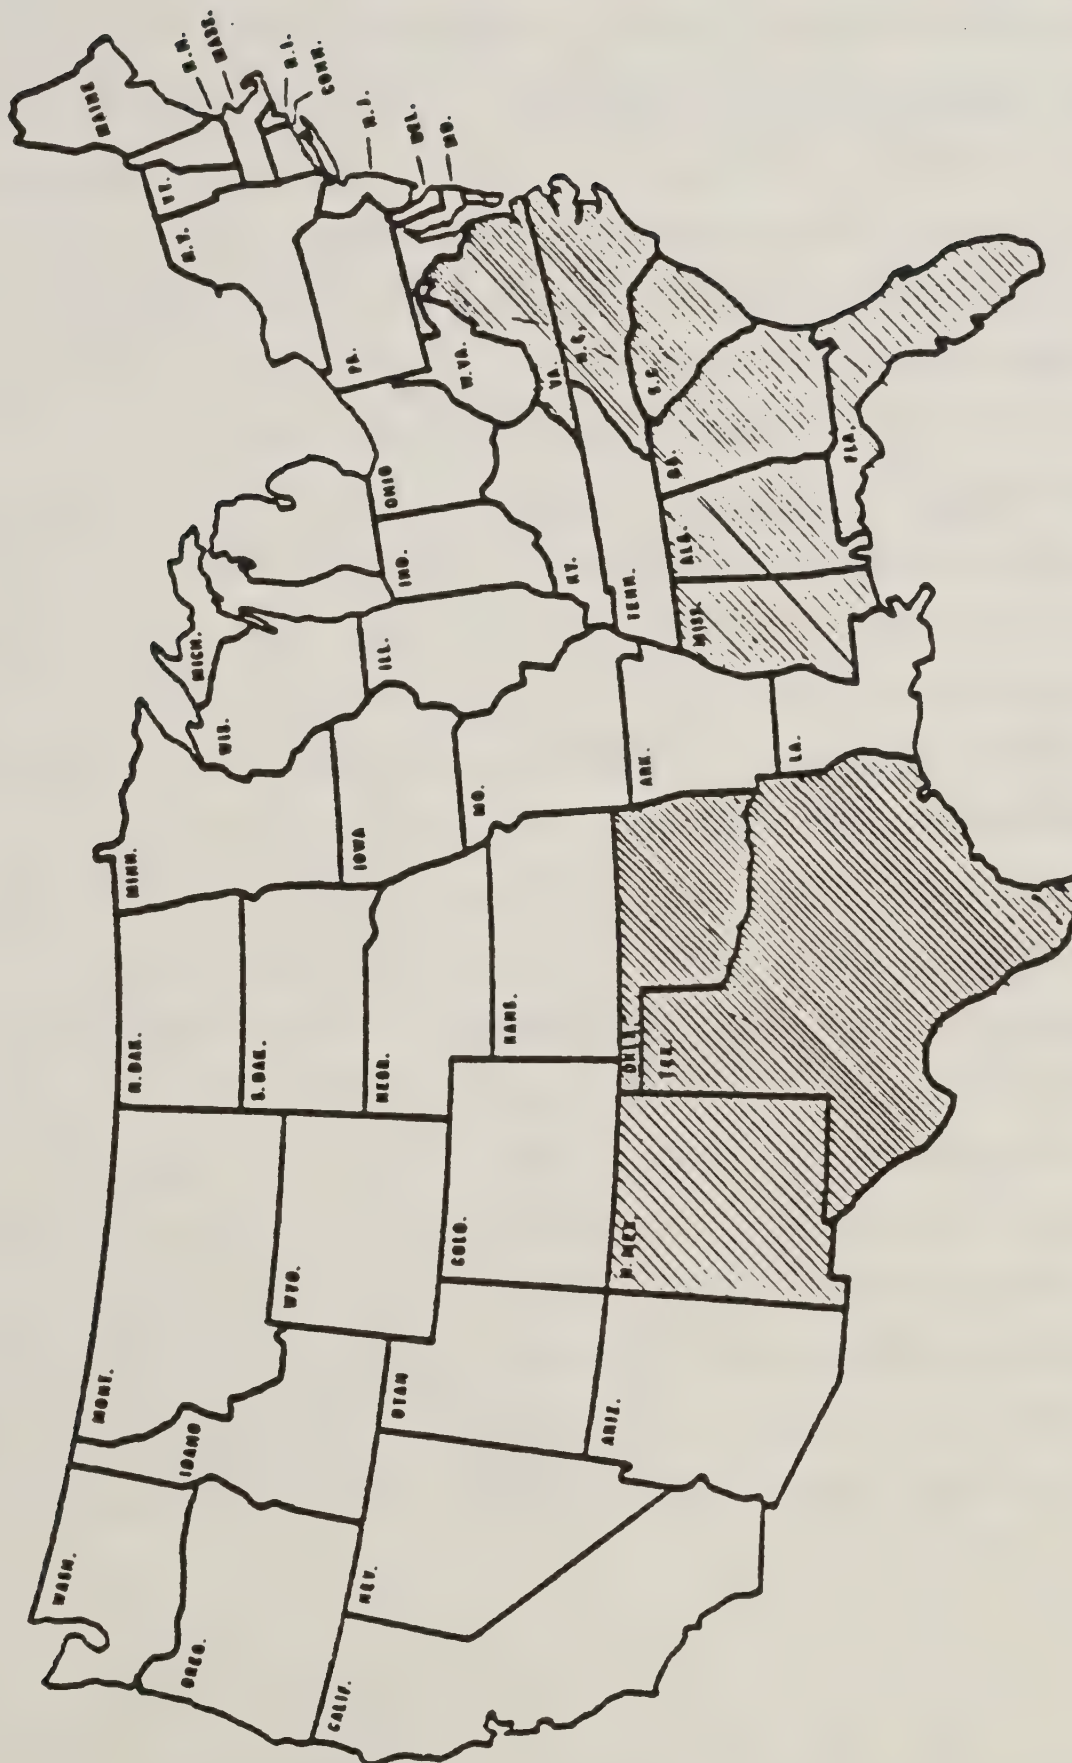 WASH.
OREG.
CALIF.
NEV.
IDAHO
MONT.
WYO.
UTAH
ARIZ.
COLO.
N. MEX.
N. DAK.
S. DAK.
NEBR.
KANS.
OKLA.
TEX.
MINN.
IOWA
MO.
ARK.
LA.
WIS.
MICH.
ILL.
IND.
OHIO
KY.
TENN.
MISS.
ALA.
GA.
FLA.
S.C.
N.C.
VA.
W.VA.
PA.
N.Y.
VT.
MAINE
N.H.
MASS.
R.I.
CONN.
N.J.
DEL.
MD.